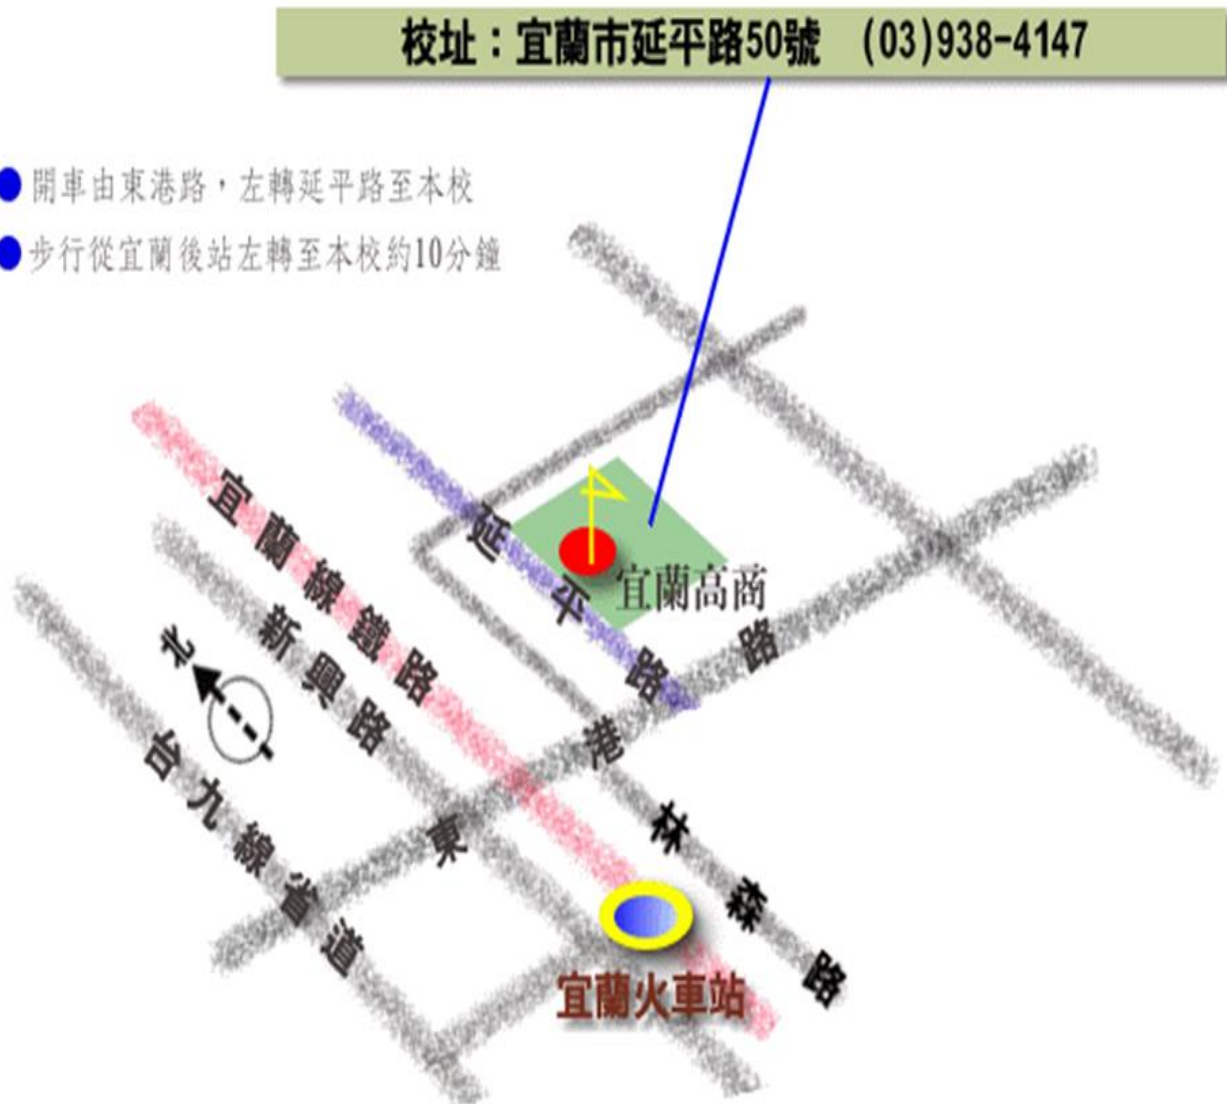 校址：宜蘭市延平路50號 (03)938-4147
開車由東港路，左轉延平路至本校
步行從宜蘭後站左轉至本校約10分鐘
宜蘭線鐵路
延平路
宜蘭高商
新興路
北
台九線省道
東港路
林森路
宜蘭火車站